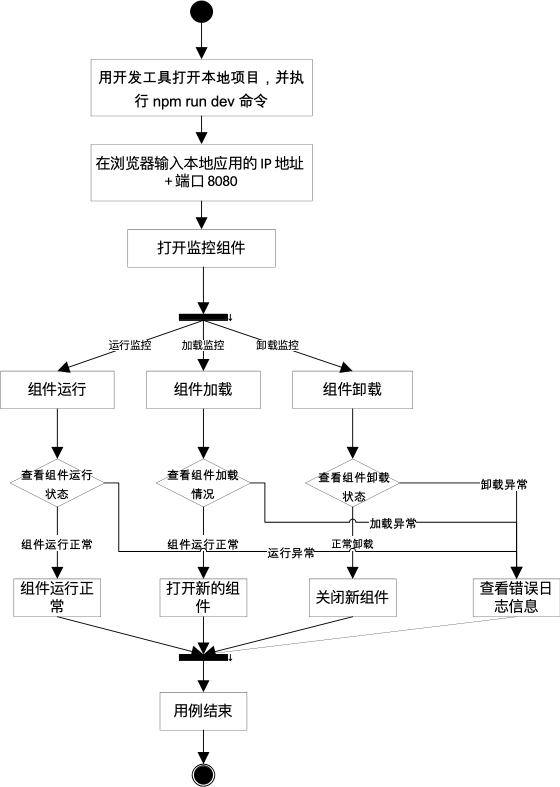 用开发工具打开本地项目，并执
行 npm run dev 命令
在浏览器输入本地应用的 IP 地址
+ 端口 8080
打开监控组件
运行监控
加载监控
卸载监控
组件运行
组件加载
组件卸载
查看组件运行
状态
查看组件加载
情况
查看组件卸载
状态
卸载异常
加载异常
组件运行正常
组件运行正常
正常卸载
运行异常
组件运行正
常
打开新的组
件
关闭新组件
查看错误日
志信息
用例结束